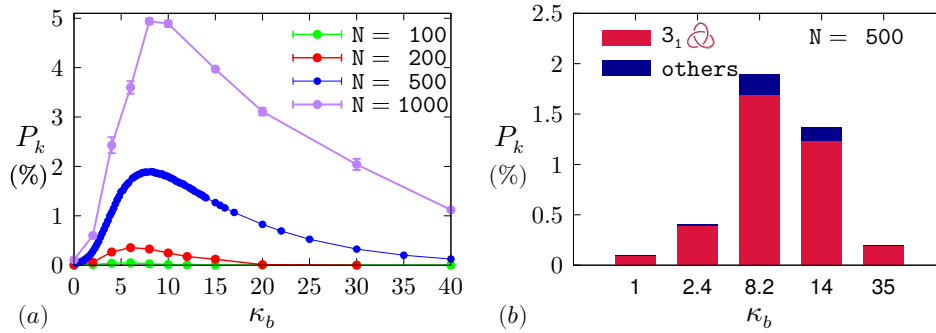 5
4
3
2
1
0
P_k
(%)
N = 100
N = 200
N = 500
N = 1000
0 5 10 15 20 25 30 35 40
(a) κ_b
2.5
2
1.5
1
0.5
0
P_k
(%)
3_1 N = 500
others
1 2.4 8.2 14 35
(b) κ_b